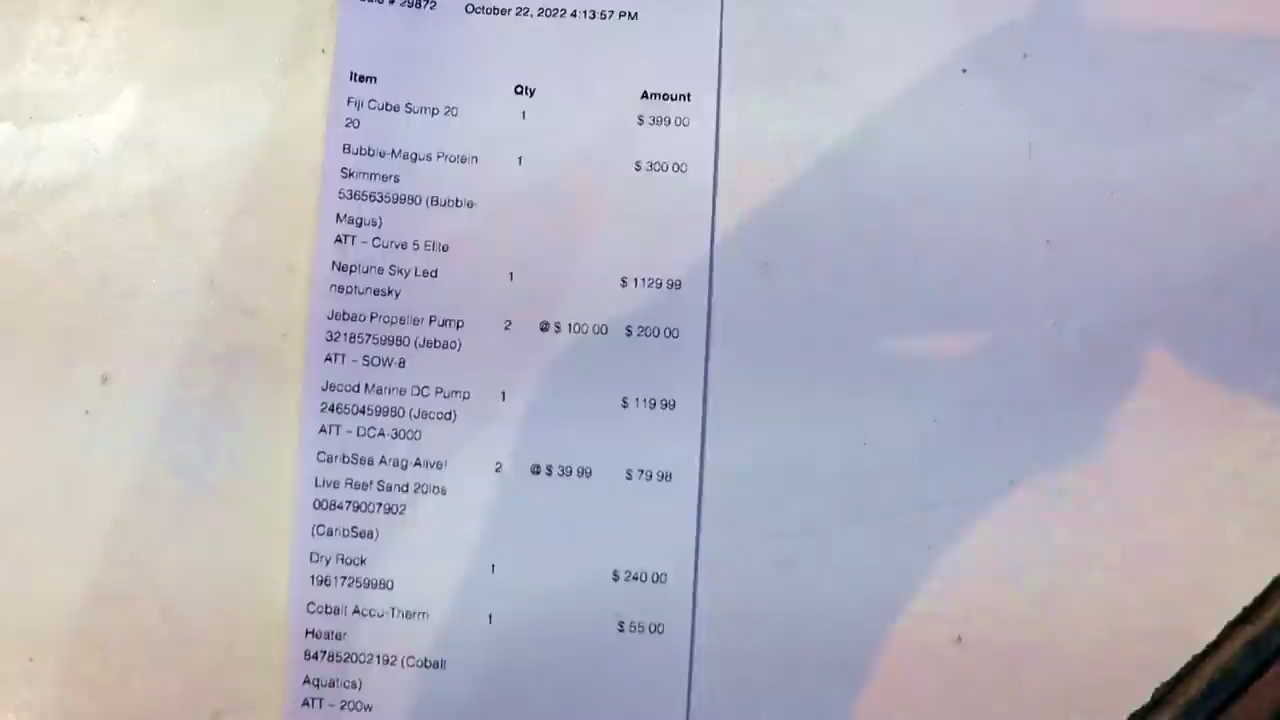 # 29872 October 22, 2022 4:13:57 PM
Item Qty Amount
Fiji Cube Sump 20 1 $ 399.00
20
Bubble-Magus Protein 1 $ 300.00
Skimmers
53656359980 (Bubble-
Magus)
ATT - Curve 5 Elite
Neptune Sky Led 1 $ 1129.99
neptunesky
Jebao Propeller Pump 2 @ $ 100.00 $ 200.00
32185759980 (Jebao)
ATT - SOW-8
Jecod Marine DC Pump 1 $ 119.99
24650459980 (Jecod)
ATT - DCA-3000
CaribSea Arag-Alive! 2 @ $ 39.99 $ 79.98
Live Reef Sand 20lbs
008479007902
(CaribSea)
Dry Rock 1 $ 240.00
19617259980
Cobalt Accu-Therm 1 $ 55.00
Heater
847852002192 (Cobalt
Aquatics)
ATT - 200w